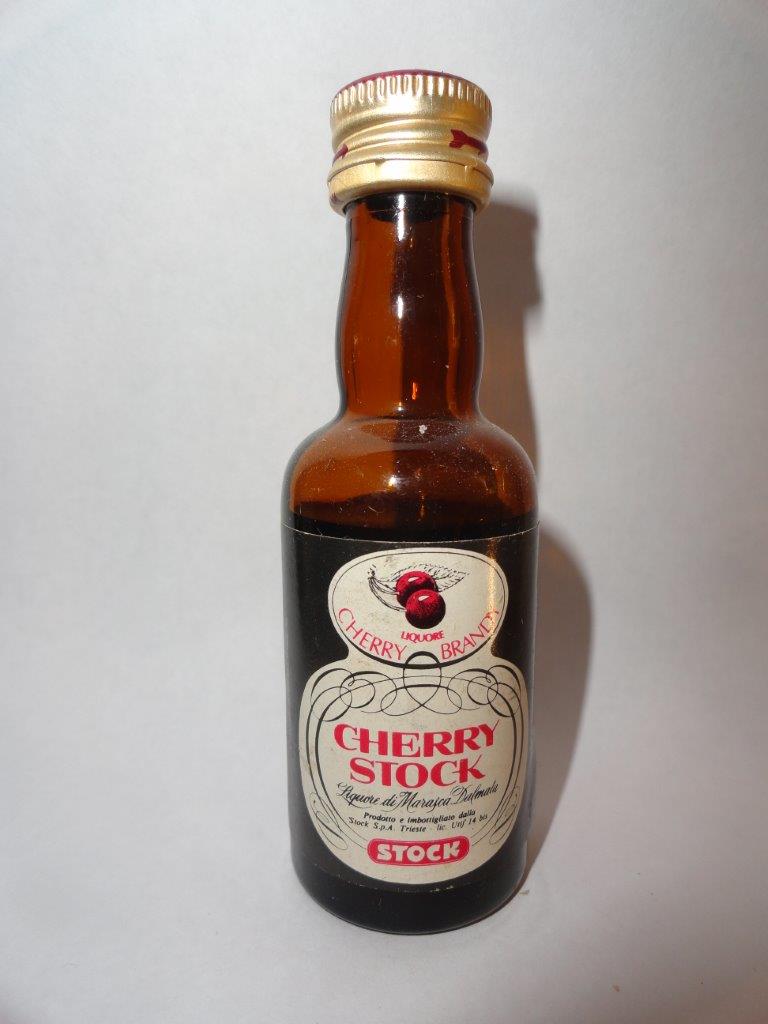 LIQUORE
CHERRY BRANDY
CHERRY
STOCK
Liquore di Marasca Dalmata
Prodotto e imbottigliato dalla
Stock S.p.A. Trieste - lic. Utif 14 bis
STOCK